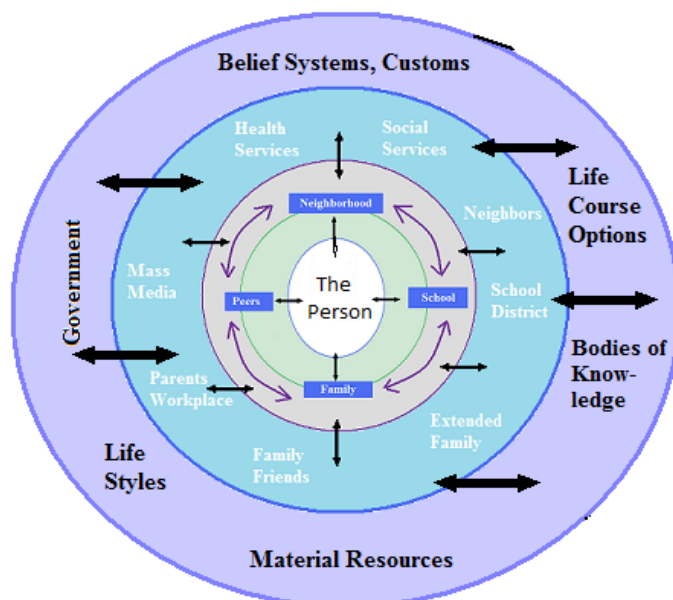 Belief Systems, Customs
Health
Services
Social
Services
Neighborhood
Neighbors
Life
Course
Options
Government
Mass
Media
Peers
The
Person
School
School
District
Bodies of
Know-
ledge
Parents
Workplace
Family
Extended
Family
Life
Styles
Family
Friends
Material Resources